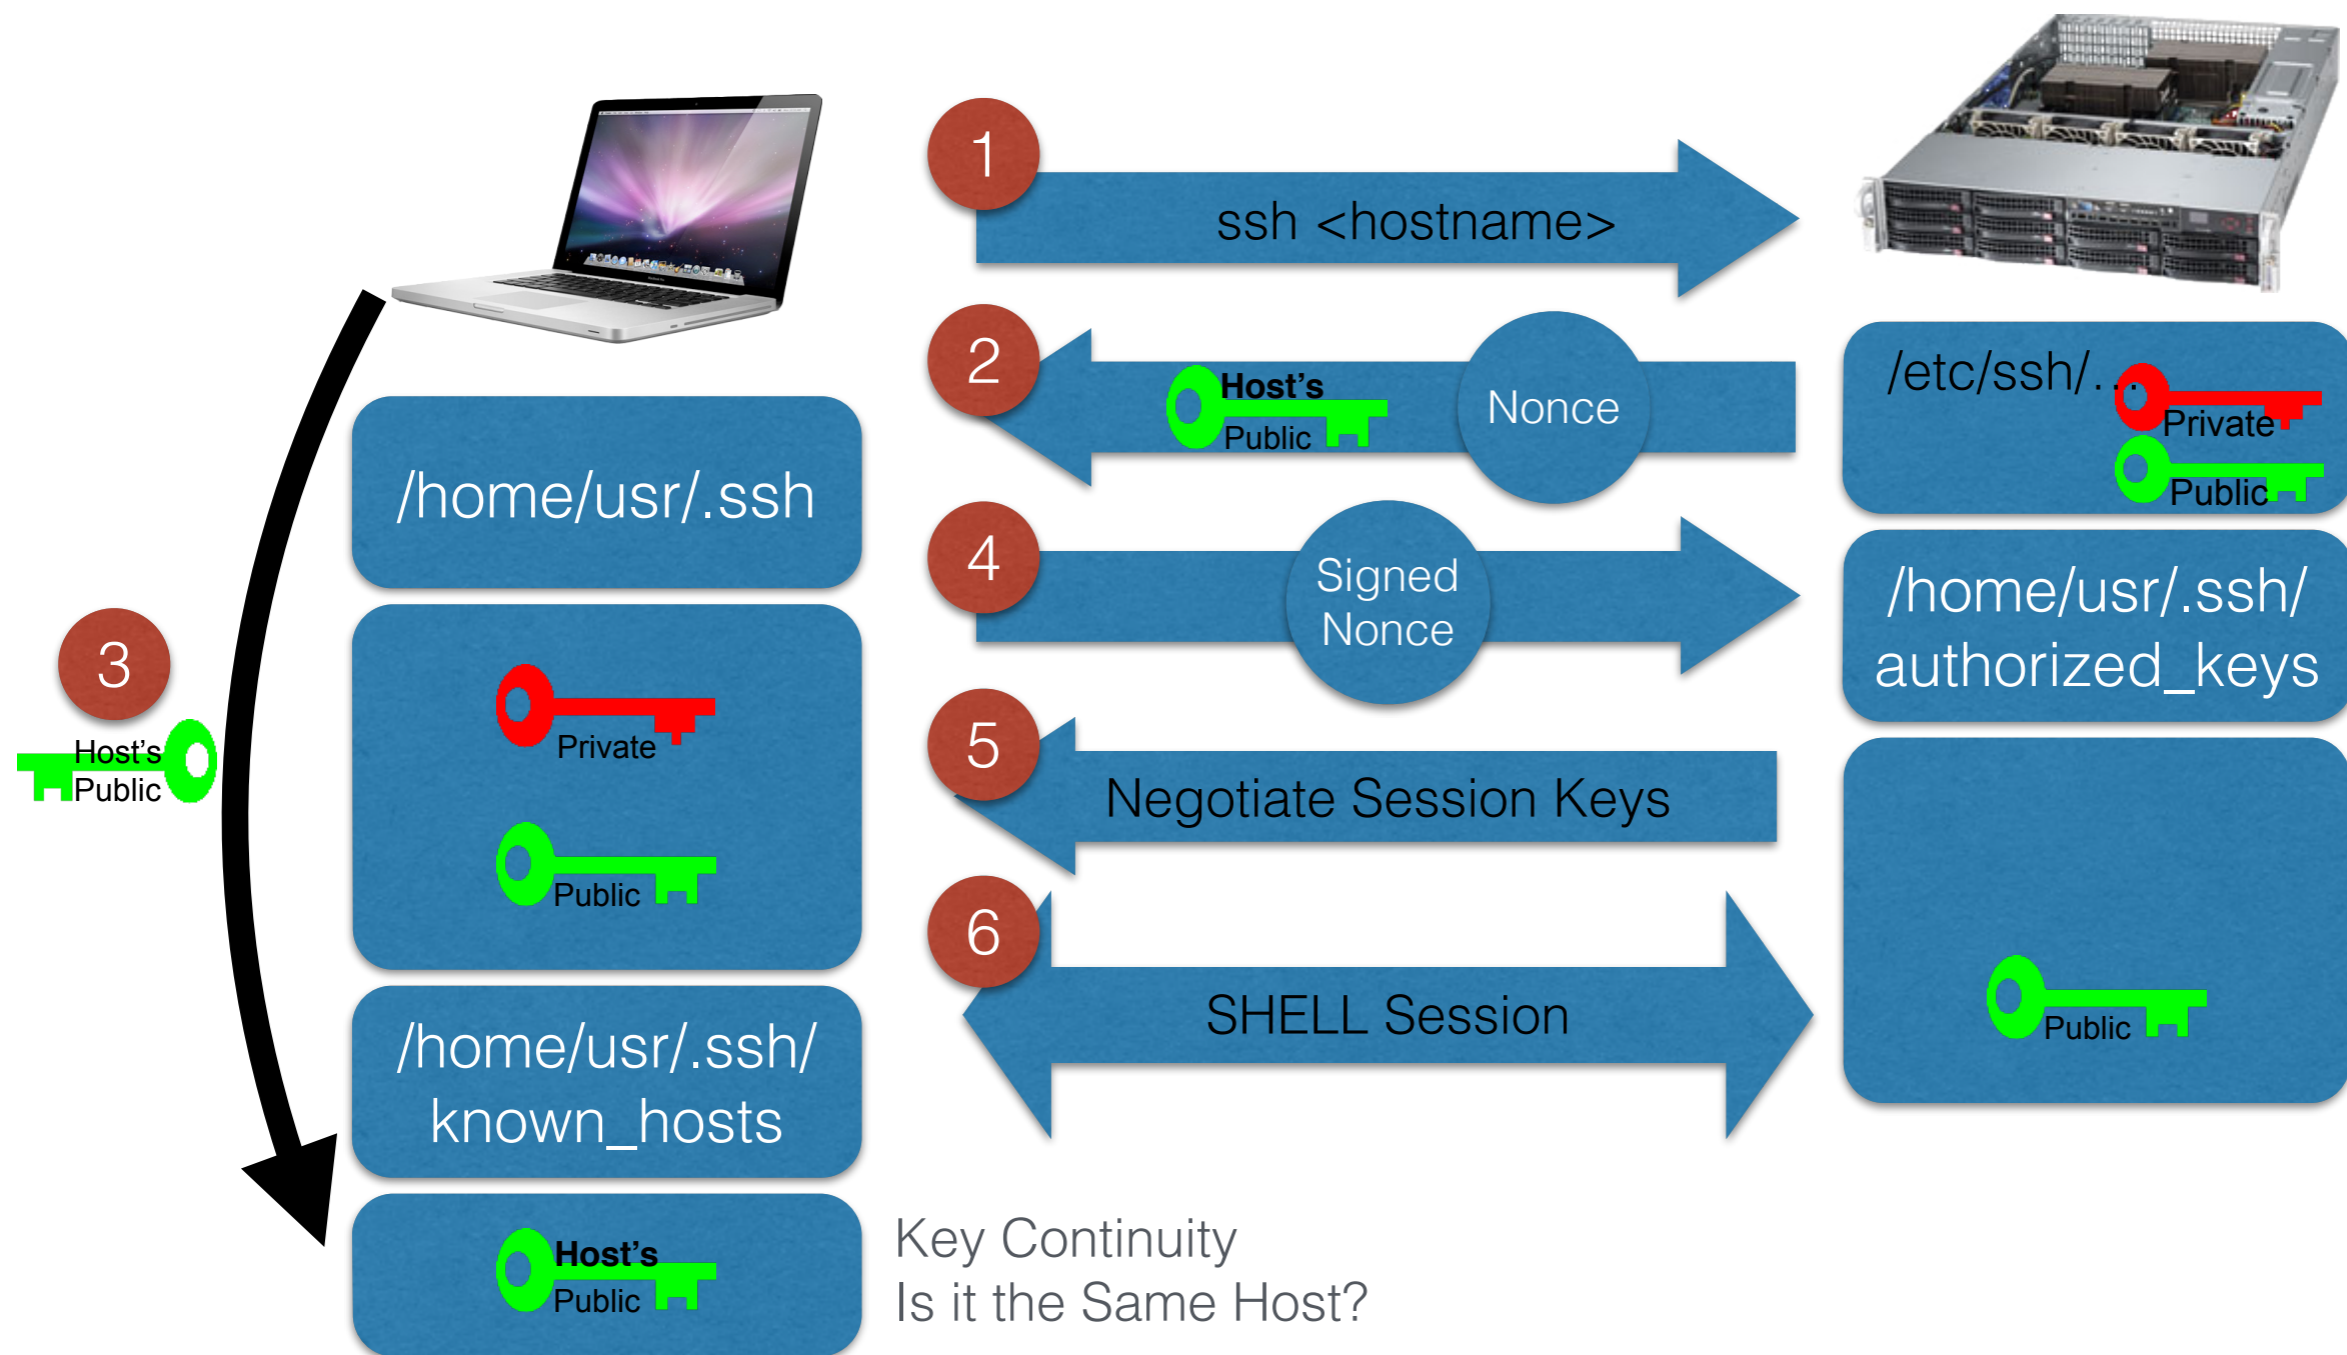 1
ssh <hostname>
2
Host's
Public
Nonce
/etc/ssh/...
Private
Public
/home/usr/.ssh
4
Signed
Nonce
/home/usr/.ssh/
authorized_keys
3
Host's
Public
Private
Public
5
Negotiate Session Keys
6
SHELL Session
Public
/home/usr/.ssh/
known_hosts
Host's
Public
Key Continuity
Is it the Same Host?